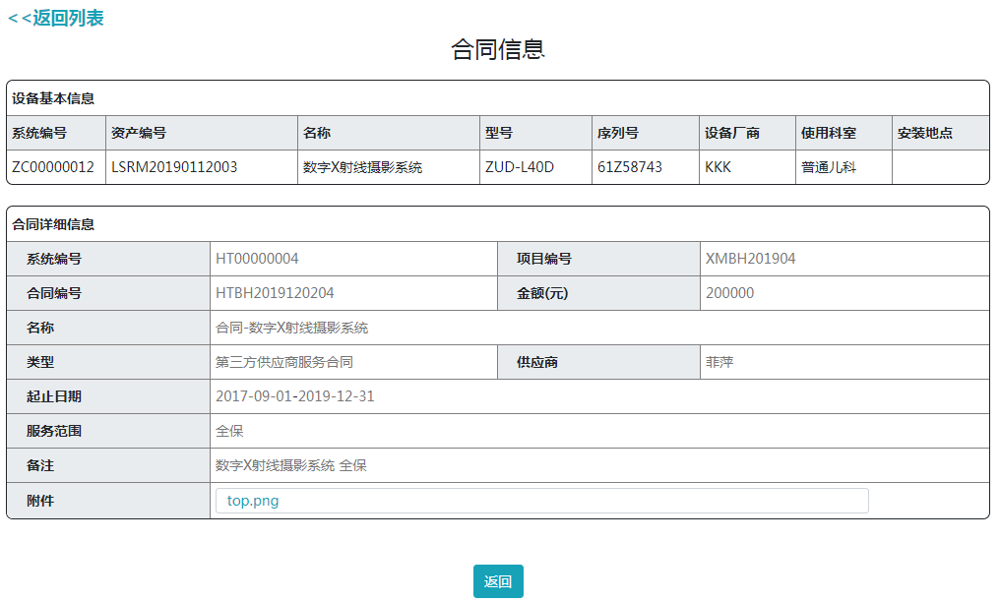 <<返回列表
合同信息
设备基本信息
系统编号 资产编号 名称 型号 序列号 设备厂商 使用科室 安装地点
ZC00000012 LSRM20190112003 数字X射线摄影系统 ZUD-L40D 61Z58743 KKK 普通儿科
合同详细信息
系统编号 HT00000004 项目编号 XMBH201904
合同编号 HTBH2019120204 金额(元) 200000
名称 合同-数字X射线摄影系统
类型 第三方供应商服务合同 供应商 菲萍
起止日期 2017-09-01-2019-12-31
服务范围 全保
备注 数字X射线摄影系统 全保
附件 top.png
返回